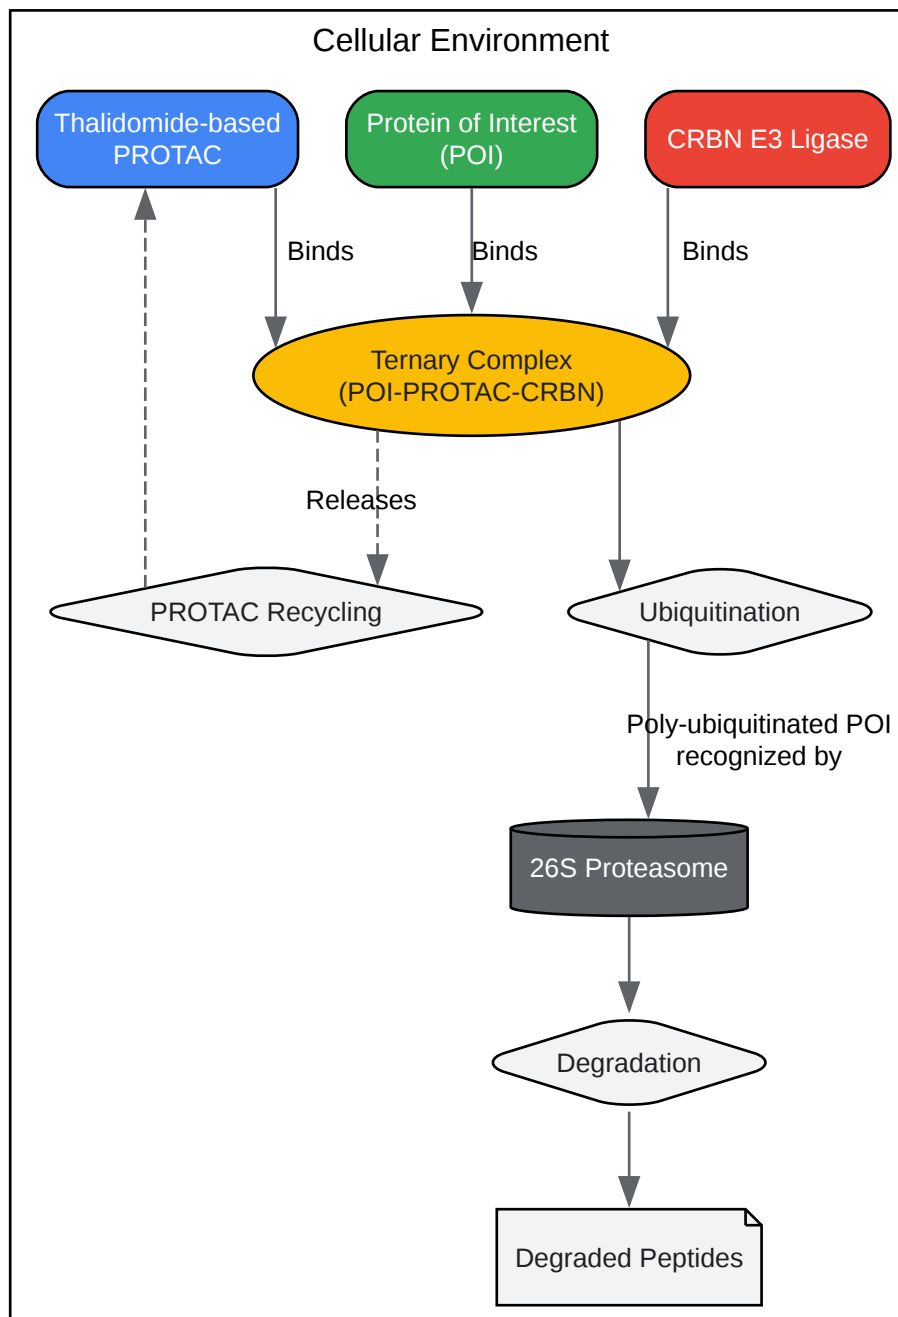 Cellular Environment
Thalidomide-based
PROTAC
Protein of Interest
(POI)
CRBN E3 Ligase
Binds
Binds
Binds
Ternary Complex
(POI-PROTAC-CRBN)
Releases
PROTAC Recycling
Ubiquitination
Poly-ubiquitinated POI
recognized by
26S Proteasome
Degradation
Degraded Peptides